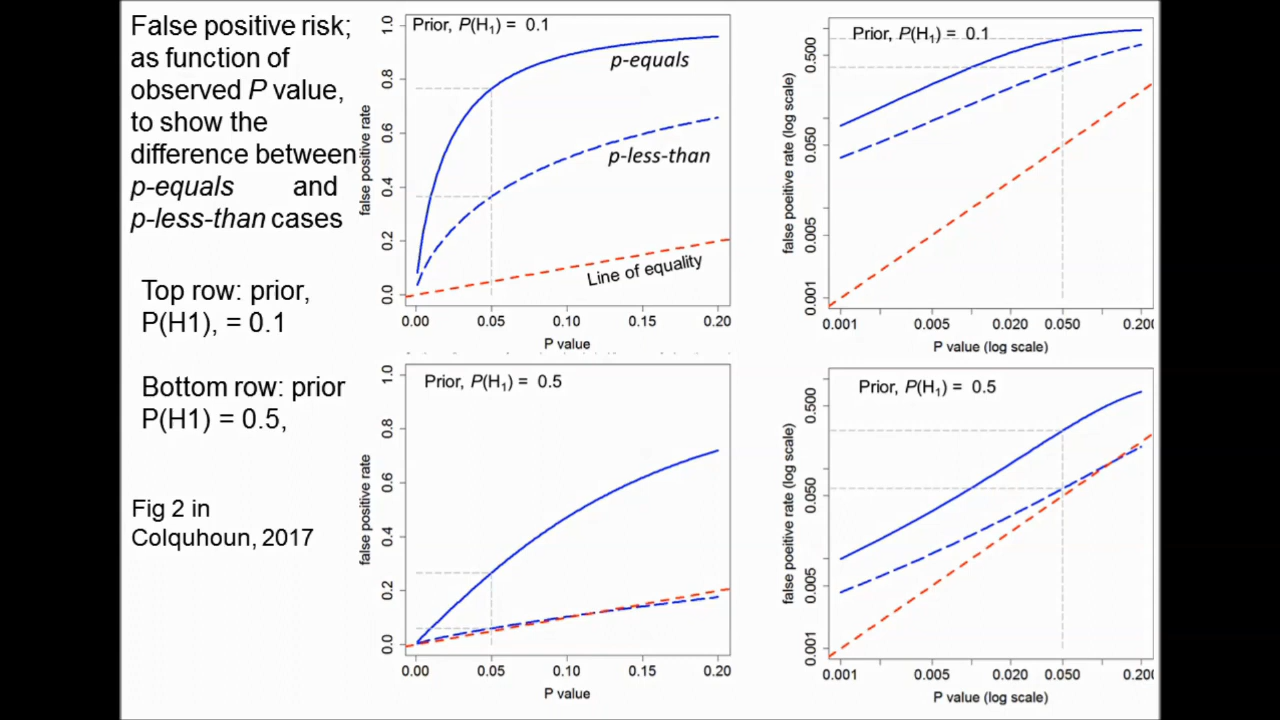 False positive risk;
as function of
observed P value,
to show the
difference between
p-equals and
p-less-than cases
Top row: prior,
P(H1), = 0.1
Bottom row: prior
P(H1) = 0.5,
Fig 2 in
Colquhoun, 2017
Prior, P(H₁) = 0.1
p-equals
p-less-than
Line of equality
false positive rate
1.0
0.8
0.6
0.4
0.2
0.0
0.00 0.05 0.10 0.15 0.20
P value
Prior, P(H₁) = 0.1
false poeitive rate (log scale)
0.500
0.050
0.005
0.001
0.001 0.005 0.020 0.050 0.200
P value (log scale)
Prior, P(H₁) = 0.5
false positive rate
1.0
0.8
0.6
0.4
0.2
0.0
0.00 0.05 0.10 0.15 0.20
P value
Prior, P(H₁) = 0.5
false poeitive rate (log scale)
0.500
0.050
0.005
0.001
0.001 0.005 0.020 0.050 0.200
P value (log scale)